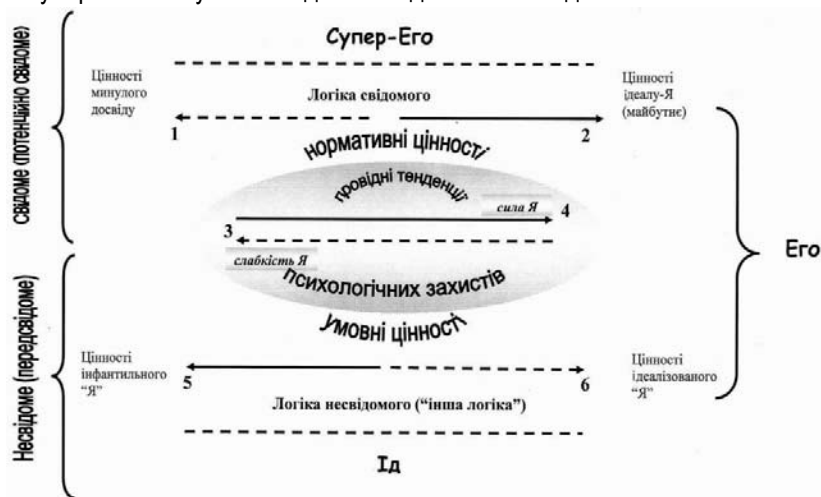 Супер-Его
Свідоме (потенційно свідоме)
Цінності
минулого
досвіду
Логіка свідомого
Цінності
ідеалу-Я
(майбутнє)
1
2
нормативні цінності
провідні тенденції
сила Я
4
3
слабкість Я
психологічних захистів
умовні цінності
Его
Несвідоме (передсвідоме)
Цінності
інфантильного
"Я"
5
6
Цінності
ідеалізованого
"Я"
Логіка несвідомого ("інша логіка")
Ід